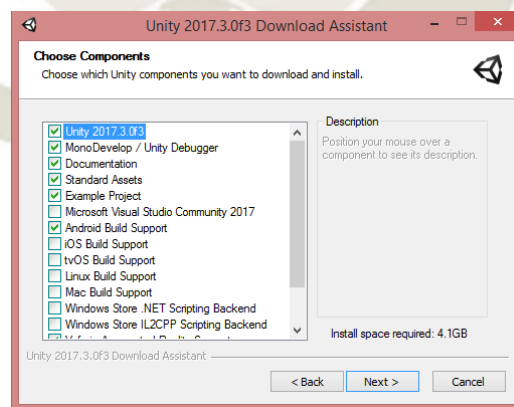 Unity 2017.3.0f3 Download Assistant
Choose Components
Choose which Unity components you want to download and install.
Unity 2017.3.0f3
MonoDevelop / Unity Debugger
Documentation
Standard Assets
Example Project
Microsoft Visual Studio Community 2017
Android Build Support
iOS Build Support
tvOS Build Support
Linux Build Support
Mac Build Support
Windows Store .NET Scripting Backend
Windows Store IL2CPP Scripting Backend
Description
Position your mouse over a
component to see its description.
Install space required: 4.1GB
Unity 2017.3.0f3 Download Assistant
< Back
Next >
Cancel